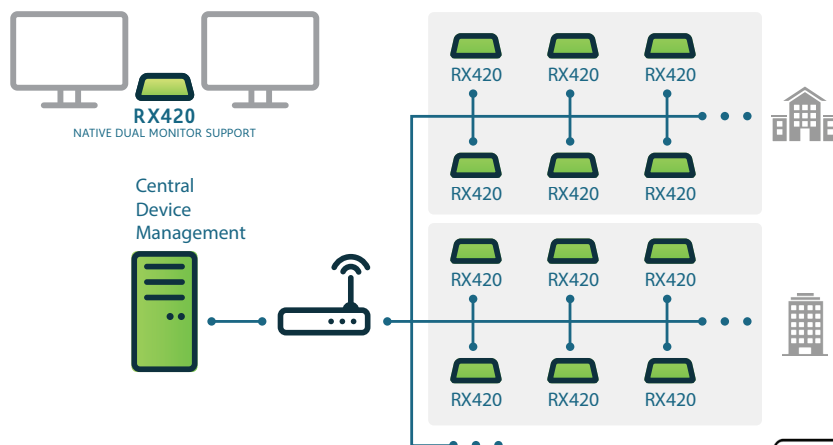 RX420
NATIVE DUAL MONITOR SUPPORT
RX420 RX420 RX420
RX420 RX420 RX420
Central
Device
Management
RX420 RX420 RX420
RX420 RX420 RX420